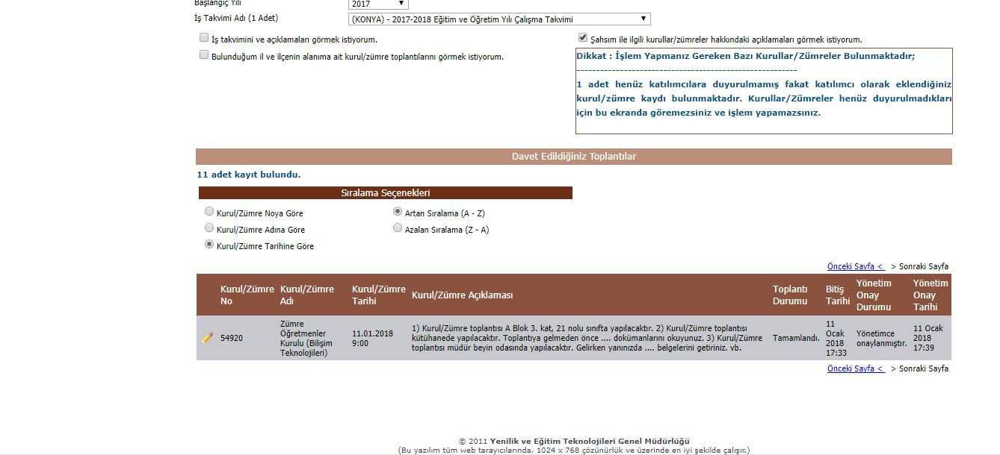 Başlangıç Yılı
2017
İş Takvimi Adı (1 Adet)
(KONYA) - 2017-2018 Eğitim ve Öğretim Yılı Çalışma Takvimi
İş takvimini ve açıklamaları görmek istiyorum.
Şahsım ile ilgili kurullar/zümreler hakkındaki açıklamaları görmek istiyorum.
Bulunduğum il ve ilçenin alanıma ait kurul/zümre toplantılarını görmek istiyorum.
Dikkat : İşlem Yapmanız Gereken Bazı Kurullar/Zümreler Bulunmaktadır;
--------------------------------------------------------
1 adet henüz katılımcılara duyurulmamış fakat katılımcı olarak eklendiğiniz
kurul/zümre kaydı bulunmaktadır. Kurullar/Zümreler henüz duyurulmadıkları
için bu ekranda göremezsiniz ve işlem yapamazsınız.
Davet Edildiğiniz Toplantılar
11 adet kayıt bulundu.
Sıralama Seçenekleri
Kurul/Zümre Noya Göre
Artan Sıralama (A - Z)
Kurul/Zümre Adına Göre
Azalan Sıralama (Z - A)
Kurul/Zümre Tarihine Göre
Önceki Sayfa < > Sonraki Sayfa
Kurul/Zümre
No
Kurul/Zümre
Adı
Kurul/Zümre
Tarihi
Kurul/Zümre Açıklaması
Toplantı
Durumu
Bitiş
Tarihi
Yönetim
Onay
Durumu
Yönetim
Onay
Tarihi
54920
Zümre
Öğretmenler
Kurulu (Bilişim
Teknolojileri)
11.01.2018
9:00
1) Kurul/Zümre toplantısı A Blok 3. kat, 21 nolu sınıfta yapılacaktır. 2) Kurul/Zümre toplantısı
kütühanede yapılacaktır. Toplantıya gelmeden önce .... dokümanlarını okuyunuz. 3) Kurul/Zümre
toplantısı müdür beyin odasında yapılacaktır. Gelirken yanınızda .... belgelerini getiriniz. vb.
Tamamlandı.
11
Ocak
2018
17:33
Yönetimce
onaylanmıştır.
11 Ocak
2018
17:39
Önceki Sayfa < > Sonraki Sayfa
© 2011 Yenilik ve Eğitim Teknolojileri Genel Müdürlüğü
(Bu yazılım tüm web tarayıcılarında, 1024 x 768 çözünürlük ve üzerinde en iyi şekilde çalışır.)